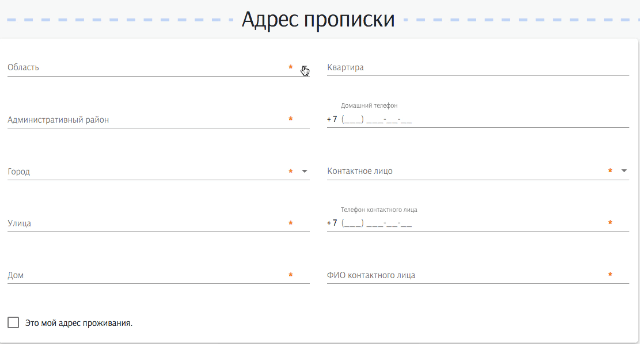 Адрес прописки
Область *
Квартира
Административный район *
Домашний телефон
+7 (___) ___-__-__
Город *
Контактное лицо *
Улица *
Телефон контактного лица
+7 (___) ___-__-__ *
Дом *
ФИО контактного лица *
Это мой адрес проживания.